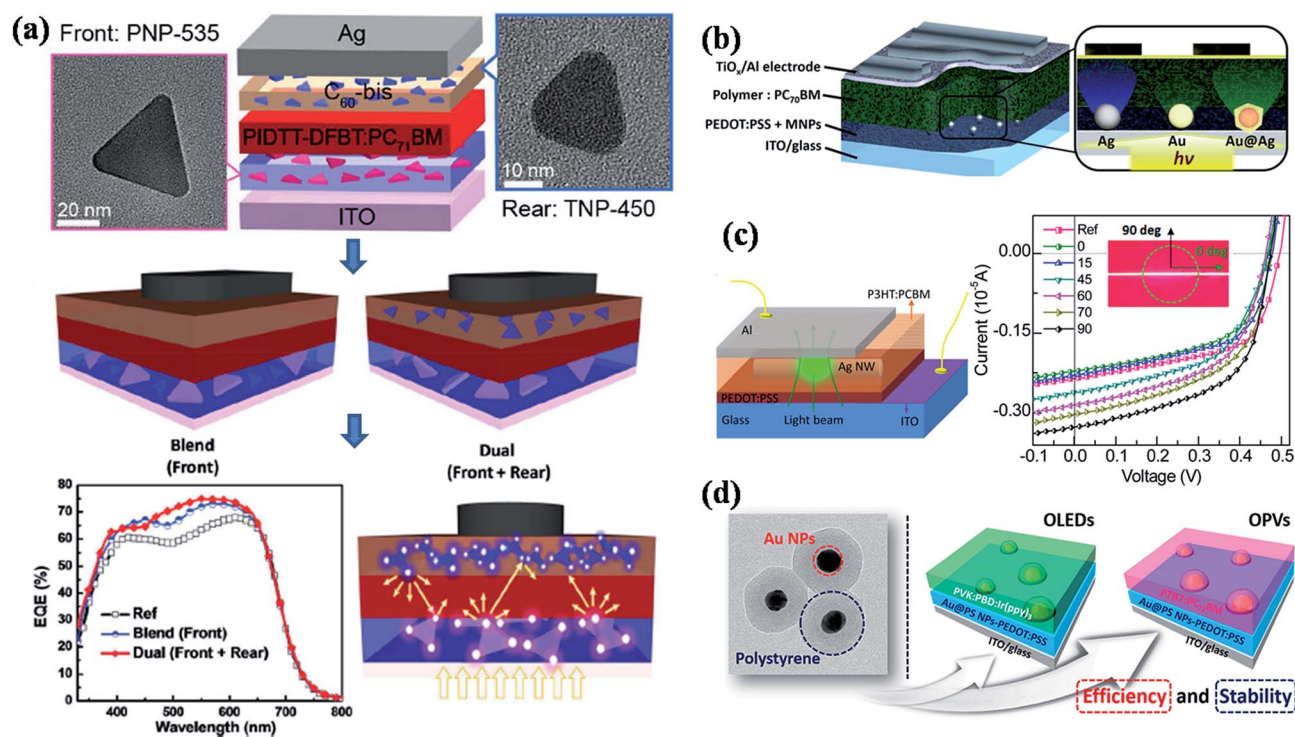 (a)
Front: PNP-535
20 nm
Ag
C60-bis
PIDTT-DFBT:PC71BM
ITO
10 nm
Rear: TNP-450
Blend
(Front)
Dual
(Front + Rear)
EQE (%)
80
70
60
50
40
30
20
10
0
Ref
Blend (Front)
Dual (Front + Rear)
400
500
600
700
800
Wavelength (nm)
(b)
TiOx/Al electrode
Polymer : PC70BM
PEDOT:PSS + MNPs
ITO/glass
Ag
Au
Au@Ag
hν
(c)
P3HT:PCBM
Al
Ag NW
PEDOT:PSS
Glass
Light beam
ITO
Current (10-5A)
0.00
-0.15
-0.30
Ref
0
15
45
60
70
90
90 deg
0 deg
-0.1
0.0
0.1
0.2
0.3
0.4
0.5
Voltage (V)
(d)
Au NPs
Polystyrene
OLEDs
PVK:PBD:Ir(ppy)3
Au@PS NPs-PEDOT:PSS
ITO/glass
OPVs
PTB7:PC70BM
Au@PS NPs-PEDOT:PSS
ITO/glass
Efficiency and Stability